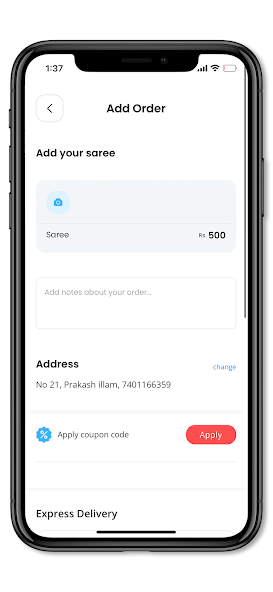 1:37
Add Order
Add your saree
Saree
Rs 500
Add notes about your order...
Address
change
No 21, Prakash illam, 7401166359
Apply coupon code
Apply
Express Delivery